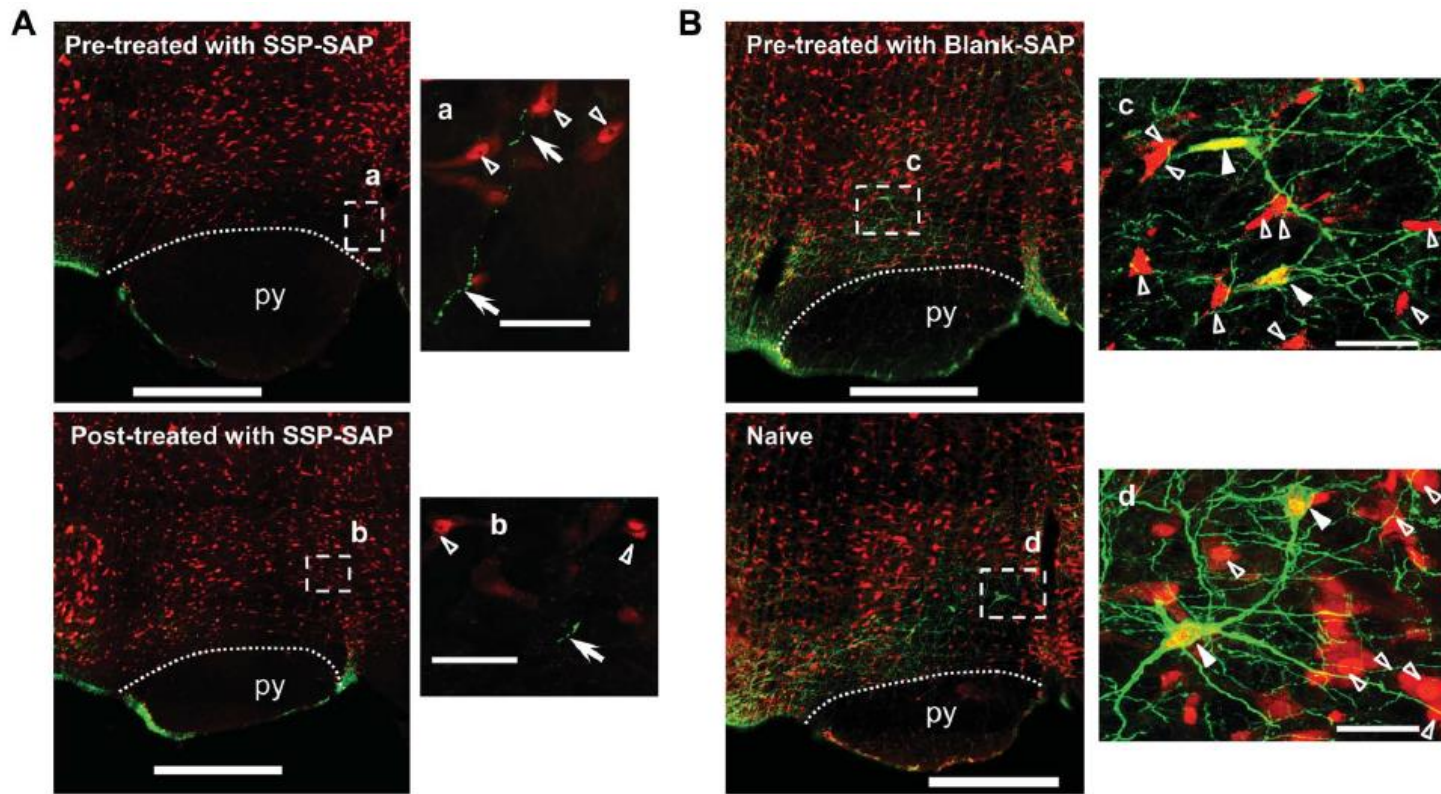 A
Pre-treated with SSP-SAP
a
py
a
Post-treated with SSP-SAP
b
py
b
B
Pre-treated with Blank-SAP
c
py
c
Naive
d
py
d